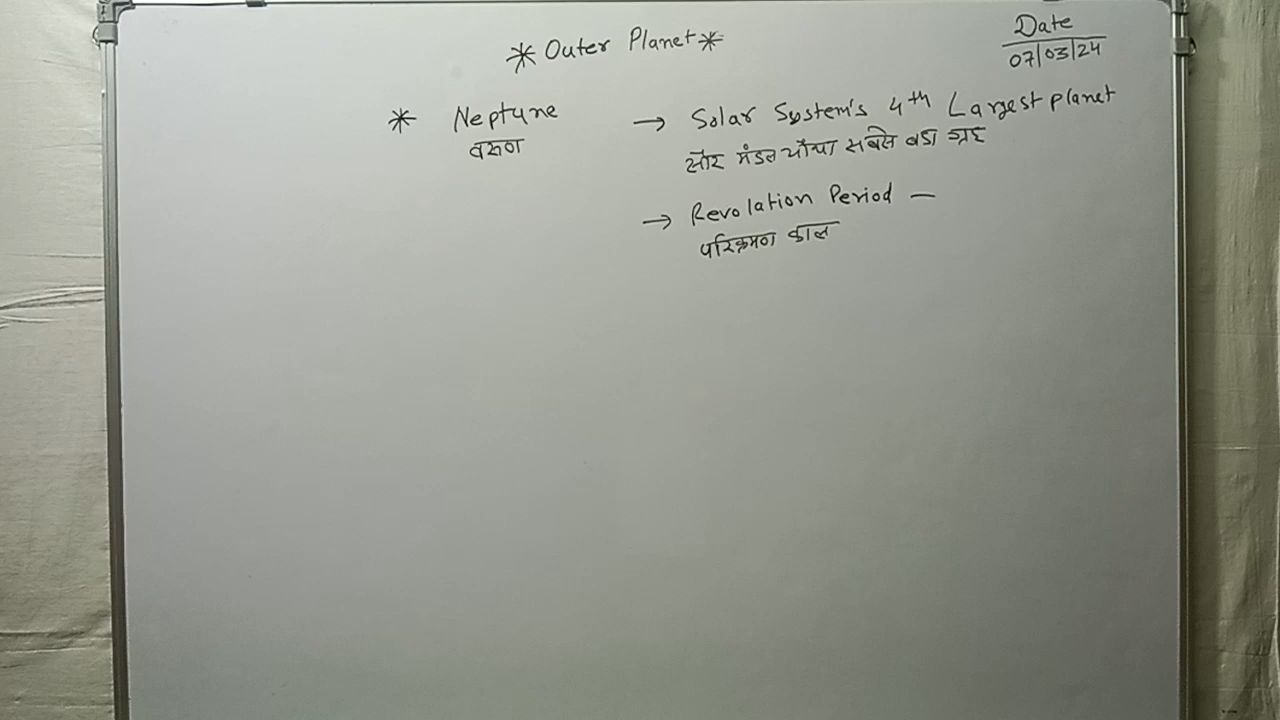 * Outer Planet *
Date
07/03/24
* Neptune → Solar System's 4th Largest planet
वरुण सौर मंडल चौथा सबसे बडा ग्रह
→ Revolation Period —
परिक्रमण काल